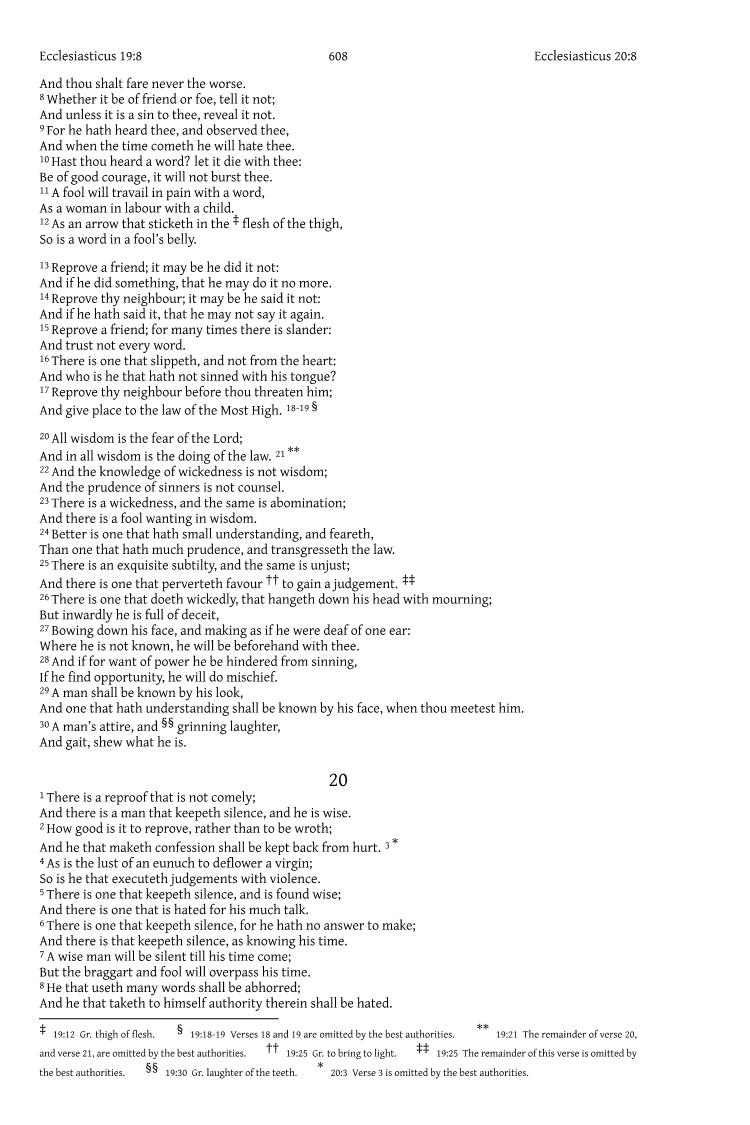 Ecclesiasticus 19:8 608 Ecclesiasticus 20:8
And thou shalt fare never the worse.
8 Whether it be of friend or foe, tell it not;
And unless it is a sin to thee, reveal it not.
9 For he hath heard thee, and observed thee,
And when the time cometh he will hate thee.
10 Hast thou heard a word? let it die with thee:
Be of good courage, it will not burst thee.
11 A fool will travail in pain with a word,
As a woman in labour with a child.
12 As an arrow that sticketh in the ‡ flesh of the thigh,
So is a word in a fool’s belly.
13 Reprove a friend; it may be he did it not:
And if he did something, that he may do it no more.
14 Reprove thy neighbour; it may be he said it not:
And if he hath said it, that he may not say it again.
15 Reprove a friend; for many times there is slander:
And trust not every word.
16 There is one that slippeth, and not from the heart:
And who is he that hath not sinned with his tongue?
17 Reprove thy neighbour before thou threaten him;
And give place to the law of the Most High. 18-19 §
20 All wisdom is the fear of the Lord;
And in all wisdom is the doing of the law. 21 **
22 And the knowledge of wickedness is not wisdom;
And the prudence of sinners is not counsel.
23 There is a wickedness, and the same is abomination;
And there is a fool wanting in wisdom.
24 Better is one that hath small understanding, and feareth,
Than one that hath much prudence, and transgresseth the law.
25 There is an exquisite subtilty, and the same is unjust;
And there is one that perverteth favour †† to gain a judgement. ‡‡
26 There is one that doeth wickedly, that hangeth down his head with mourning;
But inwardly he is full of deceit,
27 Bowing down his face, and making as if he were deaf of one ear:
Where he is not known, he will be beforehand with thee.
28 And if for want of power he be hindered from sinning,
If he find opportunity, he will do mischief.
29 A man shall be known by his look,
And one that hath understanding shall be known by his face, when thou meetest him.
30 A man’s attire, and §§ grinning laughter,
And gait, shew what he is.
20
1 There is a reproof that is not comely;
And there is a man that keepeth silence, and he is wise.
2 How good is it to reprove, rather than to be wroth;
And he that maketh confession shall be kept back from hurt. 3 *
4 As is the lust of an eunuch to deflower a virgin;
So is he that executeth judgements with violence.
5 There is one that keepeth silence, and is found wise;
And there is one that is hated for his much talk.
6 There is one that keepeth silence, for he hath no answer to make;
And there is that keepeth silence, as knowing his time.
7 A wise man will be silent till his time come;
But the braggart and fool will overpass his time.
8 He that useth many words shall be abhorred;
And he that taketh to himself authority therein shall be hated.
‡ 19:12 Gr. thigh of flesh. § 19:18-19 Verses 18 and 19 are omitted by the best authorities. ** 19:21 The remainder of verse 20,
and verse 21, are omitted by the best authorities. †† 19:25 Gr. to bring to light. ‡‡ 19:25 The remainder of this verse is omitted by
the best authorities. §§ 19:30 Gr. laughter of the teeth. * 20:3 Verse 3 is omitted by the best authorities.